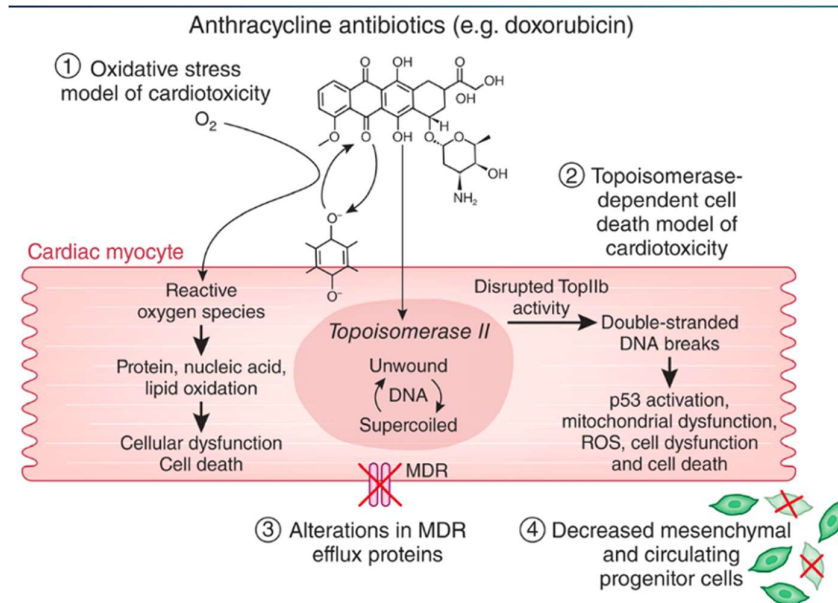 Anthracycline antibiotics (e.g. doxorubicin)
① Oxidative stress
model of cardiotoxicity
O₂
O
OH
O
OH
OH
O
O
OH
O
H
O
OH
NH₂
O⁻
O⁻
② Topoisomerase-
dependent cell
death model of
cardiotoxicity
Cardiac myocyte
Reactive
oxygen species
Protein, nucleic acid,
lipid oxidation
Cellular dysfunction
Cell death
Topoisomerase II
Unwound
DNA
Supercoiled
Disrupted TopIIb
activity
Double-stranded
DNA breaks
p53 activation,
mitochondrial dysfunction,
ROS, cell dysfunction
and cell death
MDR
③ Alterations in MDR
efflux proteins
④ Decreased mesenchymal
and circulating
progenitor cells